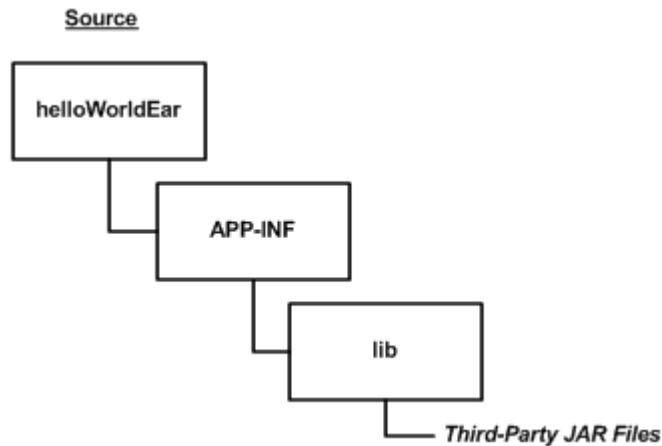 Source
helloWorldEar
APP-INF
lib
Third-Party JAR Files